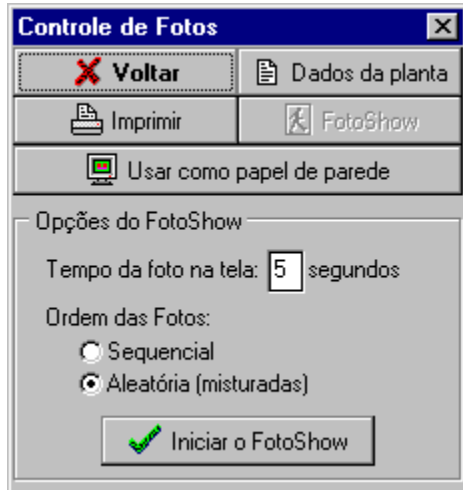 Controle de Fotos
Voltar
Dados da planta
Imprimir
FotoShow
Usar como papel de parede
Opções do FotoShow
Tempo da foto na tela: 5 segundos
Ordem das Fotos:
Sequencial
Aleatória (misturadas)
Iniciar o FotoShow